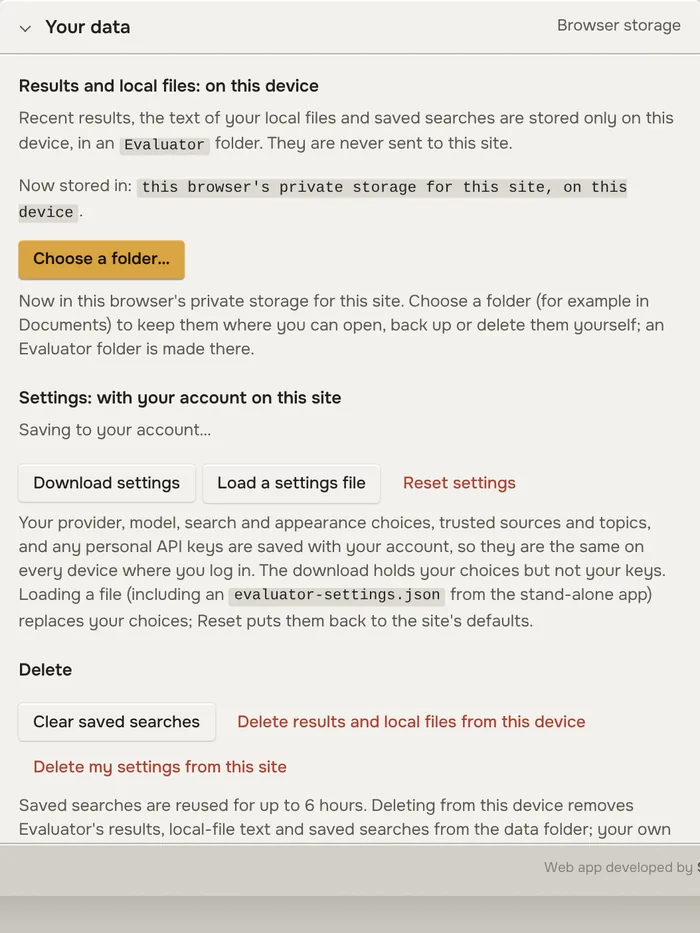 Your data
Browser storage
Results and local files: on this device
Recent results, the text of your local files and saved searches are stored only on this
device, in an Evaluator folder. They are never sent to this site.
Now stored in: this browser's private storage for this site, on this
device.
Choose a folder...
Now in this browser's private storage for this site. Choose a folder (for example in
Documents) to keep them where you can open, back up or delete them yourself; an
Evaluator folder is made there.
Settings: with your account on this site
Saving to your account...
Download settings
Load a settings file
Reset settings
Your provider, model, search and appearance choices, trusted sources and topics,
and any personal API keys are saved with your account, so they are the same on
every device where you log in. The download holds your choices but not your keys.
Loading a file (including an evaluator-settings.json from the stand-alone app)
replaces your choices; Reset puts them back to the site's defaults.
Delete
Clear saved searches
Delete results and local files from this device
Delete my settings from this site
Saved searches are reused for up to 6 hours. Deleting from this device removes
Evaluator's results, local-file text and saved searches from the data folder; your own
Web app developed by